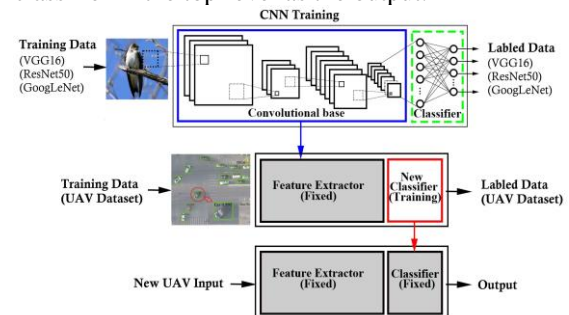 CNN Training
Training Data
(VGG16)
(ResNet50)
(GoogLeNet)
Convolutional base
Classifier
Labled Data
(VGG16)
(ResNet50)
(GoogLeNet)
Training Data
(UAV Dataset)
Feature Extractor
(Fixed)
New
Classifier
(Training)
Labled Data
(UAV Dataset)
New UAV Input
Feature Extractor
(Fixed)
Classifier
(Fixed)
Output